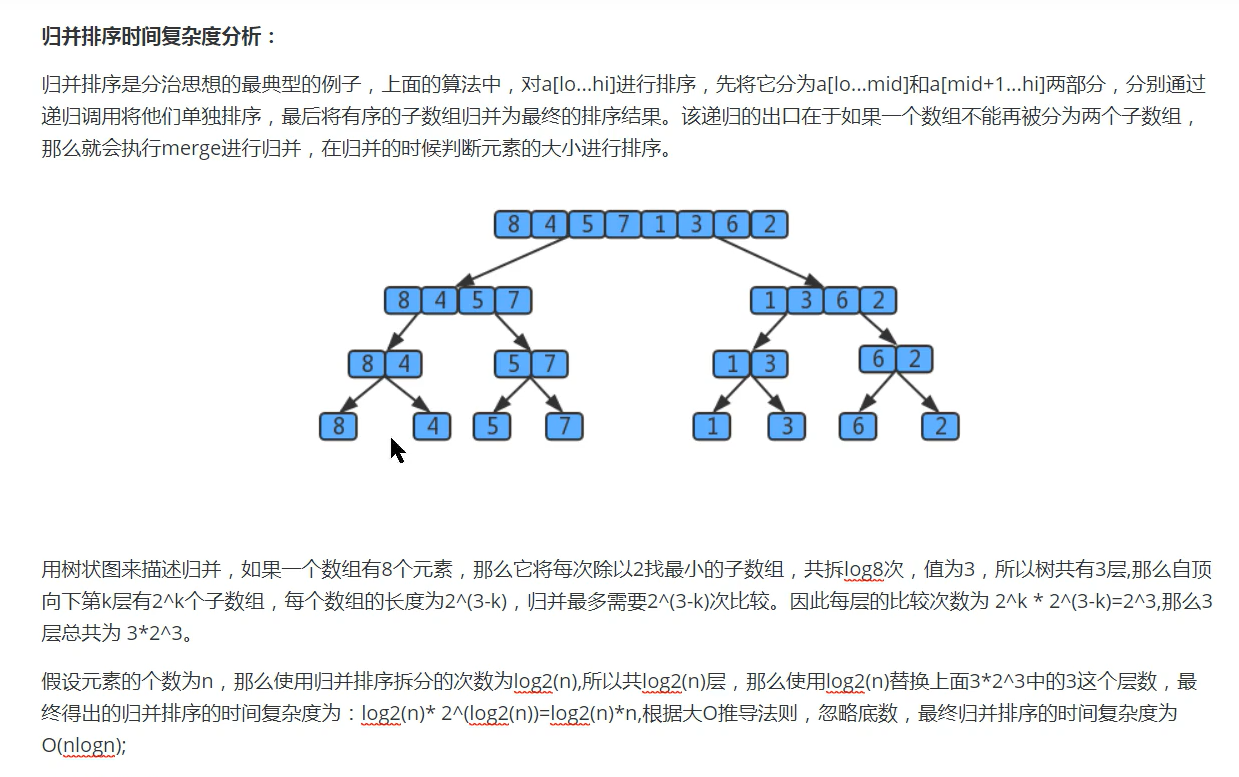 归并排序时间复杂度分析：
归并排序是分治思想的最典型的例子，上面的算法中，对a[lo...hi]进行排序，先将它分为a[lo...mid]和a[mid+1...hi]两部分，分别通过
递归调用将他们单独排序，最后将有序的子数组归并为最终的排序结果。该递归的出口在于如果一个数组不能再被分为两个子数组，
那么就会执行merge进行归并，在归并的时候判断元素的大小进行排序。
8 4 5 7 1 3 6 2
8 4 5 7 1 3 6 2
8 4 5 7 1 3 6 2
8 4 5 7 1 3 6 2
用树状图来描述归并，如果一个数组有8个元素，那么它将每次除以2找最小的子数组，共拆log8次，值为3，所以树共有3层,那么自顶
向下第k层有2^k个子数组，每个数组的长度为2^(3-k)，归并最多需要2^(3-k)次比较。因此每层的比较次数为 2^k * 2^(3-k)=2^3,那么3
层总共为 3*2^3。
假设元素的个数为n，那么使用归并排序拆分的次数为log2(n),所以共log2(n)层，那么使用log2(n)替换上面3*2^3中的3这个层数，最
终得出的归并排序的时间复杂度为：log2(n)* 2^(log2(n))=log2(n)*n,根据大O推导法则，忽略底数，最终归并排序的时间复杂度为
O(nlogn);